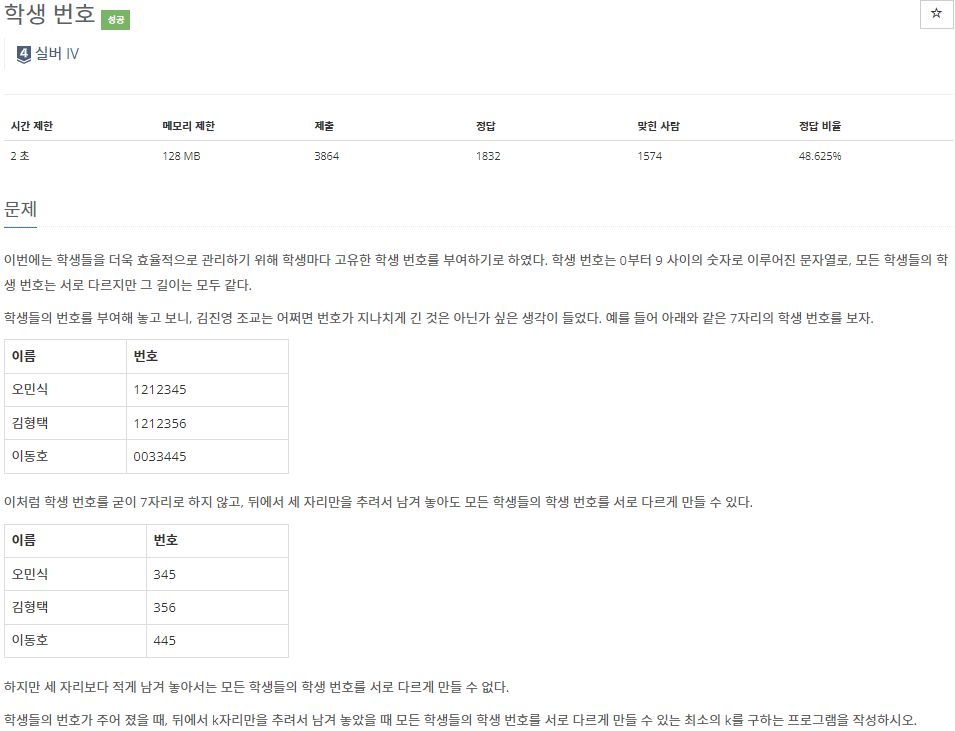 학생 번호 성공
☆
4 실버 IV
시간 제한 메모리 제한 제출 정답 맞힌 사람 정답 비율
2 초 128 MB 3864 1832 1574 48.625%
문제
이번에는 학생들을 더욱 효율적으로 관리하기 위해 학생마다 고유한 학생 번호를 부여하기로 하였다. 학생 번호는 0부터 9 사이의 숫자로 이루어진 문자열로, 모든 학생들의 학
생 번호는 서로 다르지만 그 길이는 모두 같다.
학생들의 번호를 부여해 놓고 보니, 김진영 조교는 어쩌면 번호가 지나치게 긴 것은 아닌가 싶은 생각이 들었다. 예를 들어 아래와 같은 7자리의 학생 번호를 보자.
이름 번호
오민식 1212345
김형택 1212356
이동호 0033445
이처럼 학생 번호를 굳이 7자리로 하지 않고, 뒤에서 세 자리만을 추려서 남겨 놓아도 모든 학생들의 학생 번호를 서로 다르게 만들 수 있다.
이름 번호
오민식 345
김형택 356
이동호 445
하지만 세 자리보다 적게 남겨 놓아서는 모든 학생들의 학생 번호를 서로 다르게 만들 수 없다.
학생들의 번호가 주어 졌을 때, 뒤에서 k자리만을 추려서 남겨 놓았을 때 모든 학생들의 학생 번호를 서로 다르게 만들 수 있는 최소의 k를 구하는 프로그램을 작성하시오.